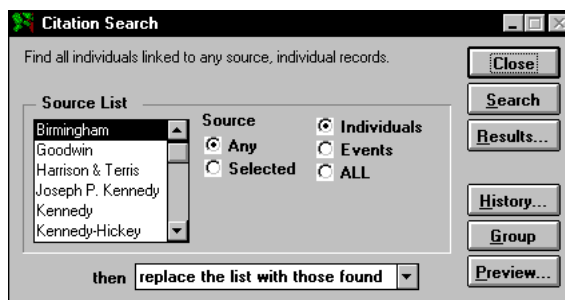 Citation Search
Find all individuals linked to any source, individual records.
Close
Search
Results...
Source List
Birmingham
Goodwin
Harrison & Terris
Joseph P. Kennedy
Kennedy
Kennedy-Hickey
Source
Any
Selected
Individuals
Events
ALL
History...
Group
Preview...
then replace the list with those found